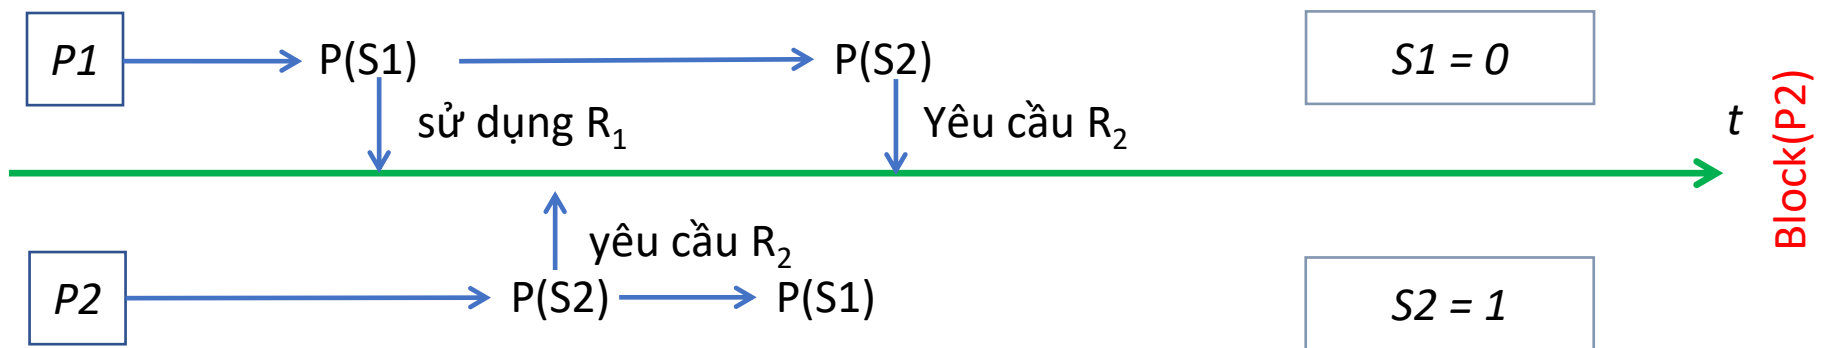 P1
P(S1)
P(S2)
S1 = 0
sử dụng R₁
Yêu cầu R₂
t
Block(P2)
yêu cầu R₂
P2
P(S2)
P(S1)
S2 = 1